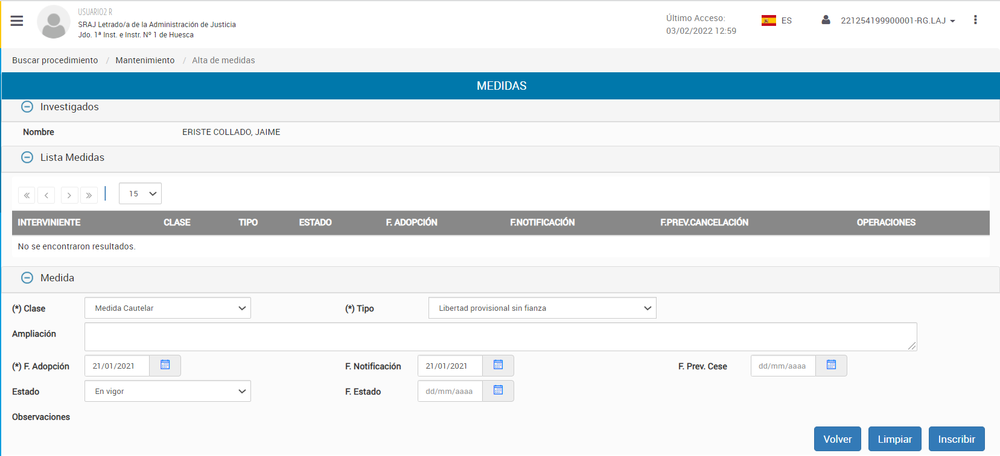 USUARIO2 R
SRAJ Letrado/a de la Administración de Justicia
Jdo. 1ª Inst. e Instr. Nº 1 de Huesca
Último Acceso:
03/02/2022 12:59
ES
221254199900001-RG.LAJ
Buscar procedimiento / Mantenimiento / Alta de medidas
MEDIDAS
Investigados
Nombre ERISTE COLLADO, JAIME
Lista Medidas
« ‹ › » 15
INTERVINIENTE CLASE TIPO ESTADO F. ADOPCIÓN F.NOTIFICACIÓN F.PREV.CANCELACIÓN OPERACIONES
No se encontraron resultados.
Medida
(*) Clase Medida Cautelar (*) Tipo Libertad provisional sin fianza
Ampliación
(*) F. Adopción 21/01/2021 F. Notificación 21/01/2021 F. Prev. Cese dd/mm/aaaa
Estado En vigor F. Estado dd/mm/aaaa
Observaciones
Volver Limpiar Inscribir